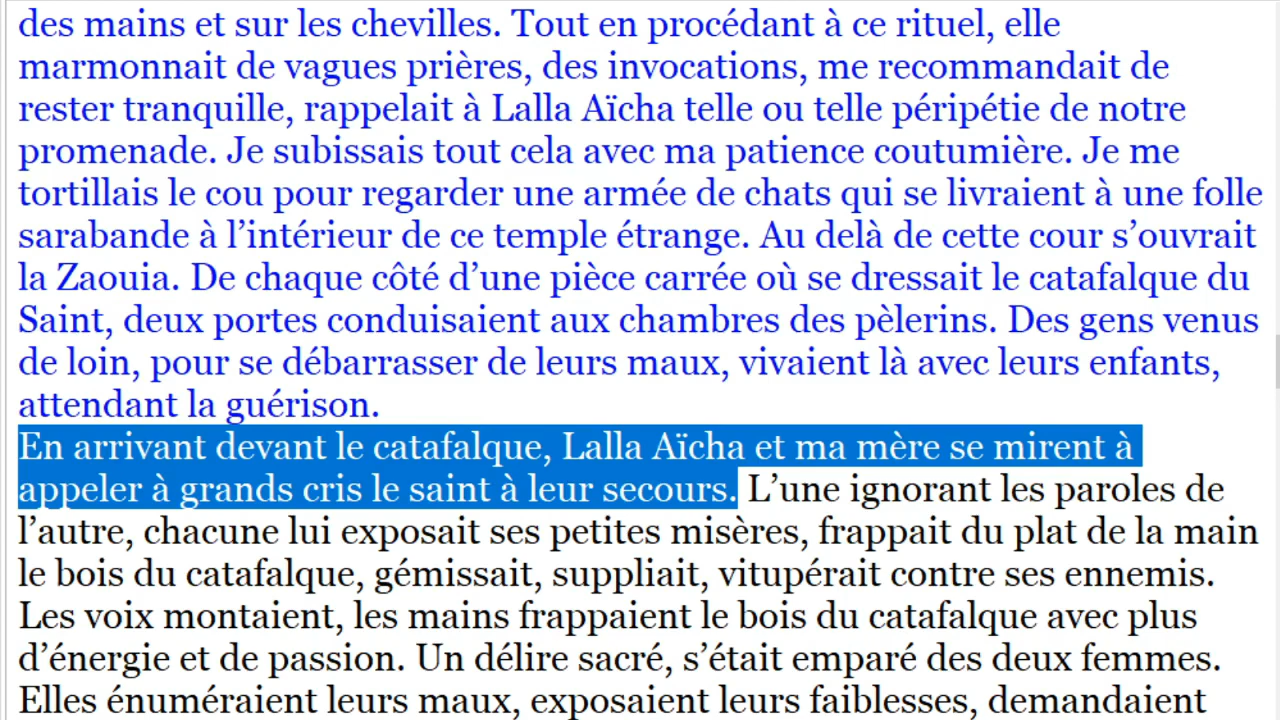 des mains et sur les chevilles. Tout en procédant à ce rituel, elle
marmonnait de vagues prières, des invocations, me recommandait de
rester tranquille, rappelait à Lalla Aïcha telle ou telle péripétie de notre
promenade. Je subissais tout cela avec ma patience coutumière. Je me
tortillais le cou pour regarder une armée de chats qui se livraient à une folle
sarabande à l’intérieur de ce temple étrange. Au delà de cette cour s’ouvrait
la Zaouia. De chaque côté d’une pièce carrée où se dressait le catafalque du
Saint, deux portes conduisaient aux chambres des pèlerins. Des gens venus
de loin, pour se débarrasser de leurs maux, vivaient là avec leurs enfants,
attendant la guérison.
En arrivant devant le catafalque, Lalla Aïcha et ma mère se mirent à
appeler à grands cris le saint à leur secours. L’une ignorant les paroles de
l’autre, chacune lui exposait ses petites misères, frappait du plat de la main
le bois du catafalque, gémissait, suppliait, vitupérait contre ses ennemis.
Les voix montaient, les mains frappaient le bois du catafalque avec plus
d’énergie et de passion. Un délire sacré, s’était emparé des deux femmes.
Elles énuméraient leurs maux, exposaient leurs faiblesses, demandaient